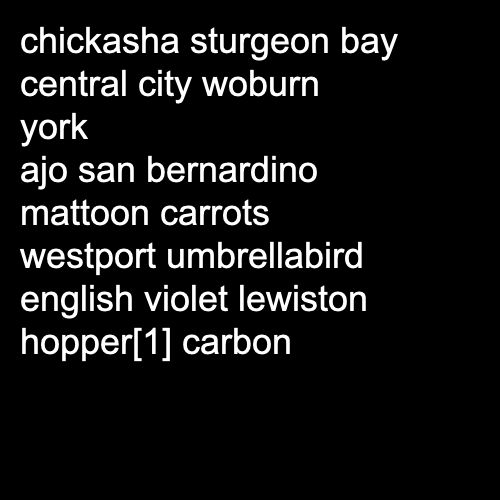 chickasha sturgeon bay
central city woburn
york
ajo san bernardino
mattoon carrots
westport umbrellabird
english violet lewiston
hopper[1] carbon